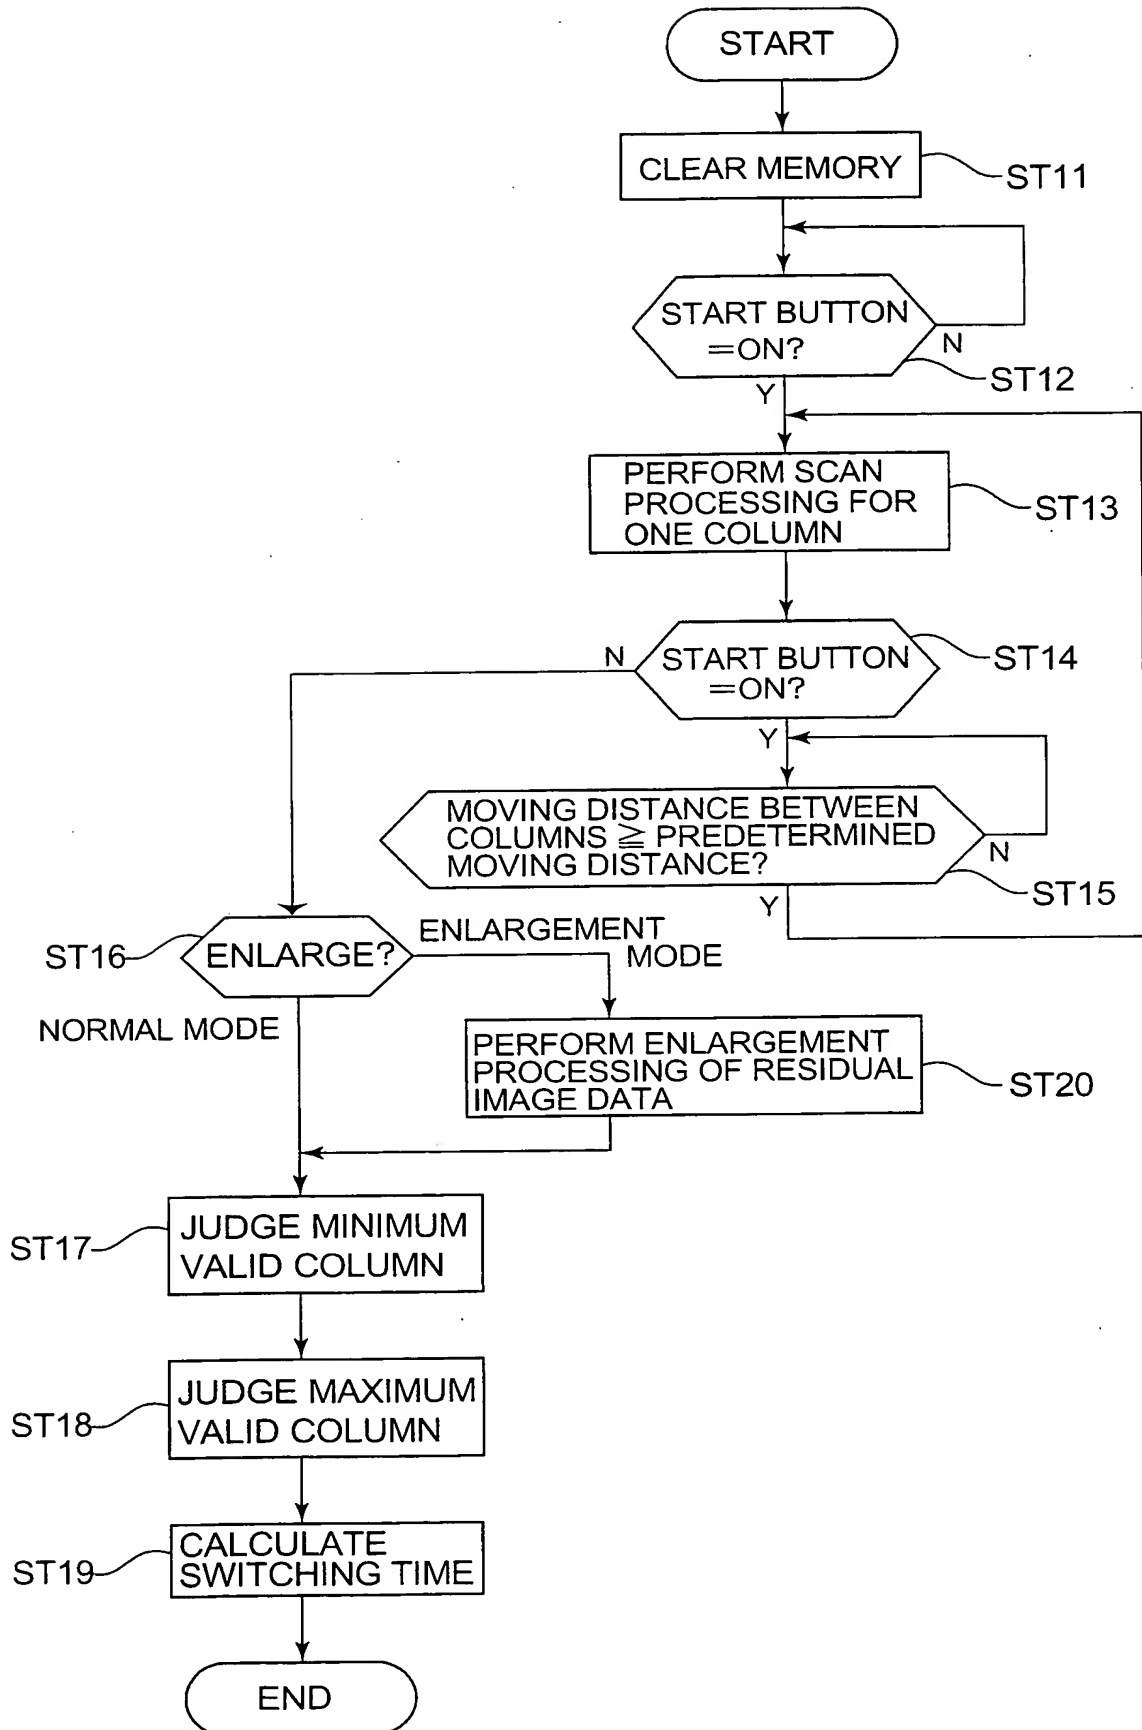 START
CLEAR MEMORY
ST11
START BUTTON
=ON?
N
ST12
Y
PERFORM SCAN
PROCESSING FOR
ONE COLUMN
ST13
START BUTTON
=ON?
N
ST14
Y
MOVING DISTANCE BETWEEN
COLUMNS ≧ PREDETERMINED
MOVING DISTANCE?
N
ST15
Y
ST16
ENLARGE?
ENLARGEMENT
MODE
NORMAL MODE
PERFORM ENLARGEMENT
PROCESSING OF RESIDUAL
IMAGE DATA
ST20
JUDGE MINIMUM
VALID COLUMN
ST17
JUDGE MAXIMUM
VALID COLUMN
ST18
CALCULATE
SWITCHING TIME
ST19
END